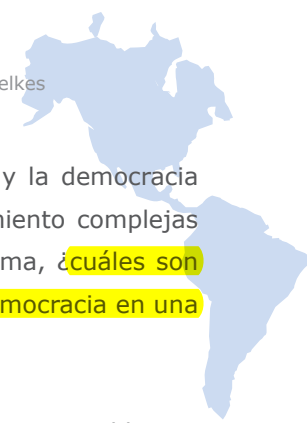 elkes
y la democracia
miento complejas
ma, ¿cuáles son
mocracia en una